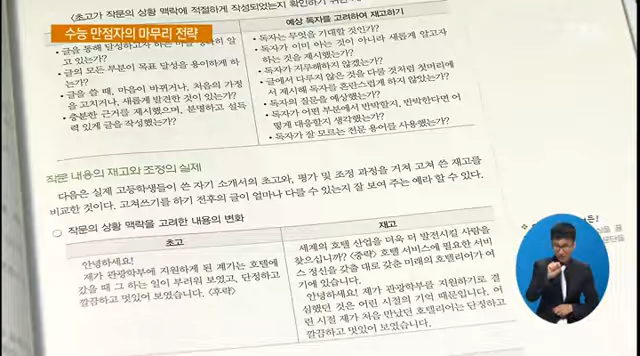 〈초고가 작문의 상황 맥락에 적절하게 작성되었는지 확인하기 위한
수능 만점자의 마무리 전략
예상 독자를 고려하여 재고하기
• 글을 통해 달성하고자 하는 알
고 있는가?
• 글의 모든 부분이 목표 달성을 용이하게 하
는가?
• 글을 쓸 때, 마음이 바뀌거나, 처음의 가정
을 고치거나, 새롭게 발견한 것이 있는가?
• 충분한 근거를 제시했으며, 분명하고 설득
력 있게 글을 작성했는가?
• 독자는 무엇을 기대할 것인가?
• 독자가 이미 아는 것이 아니라 새롭게 알고자
하는 것을 제시했는가?
• 독자가 지루해하지 않겠는가?
• 글에서 다루지 않은 것을 다룰 것처럼 첫머리에
서 제시해 독자를 혼란스럽게 하지 않았는가?
• 독자의 질문을 예상했는가?
• 독자가 어떤 부분에서 반박할지, 반박한다면 어
떻게 대응할지 생각했는가?
• 독자가 잘 모르는 전문 용어를 사용했는가?
작문 내용의 재고와 조정의 실제
다음은 실제 고등학생들이 쓴 자기 소개서의 초고와, 평가 및 조정 과정을 거쳐 고쳐 쓴 재고를
비교한 것이다. 고쳐쓰기를 하기 전후의 글이 얼마나 다를 수 있는지 잘 보여 주는 예라 할 수 있다.
작문의 상황 맥락을 고려한 내용의 변화
초고
안녕하세요!
제가 관광학부에 지원하게 된 계기는 호텔에
갔을 때 그 하는 일이 부러워 보였고, 단정하고
깔끔하고 멋있어 보였습니다. (후략)
재고
세계의 호텔 산업을 더욱 더 발전시킬 사람을
찾으십니까? (중략) 호텔 서비스에 필요한 서비
스 정신을 갖출 대로 갖춘 미래의 호텔리어가 여
기에 있습니다.
안녕하세요! 제가 관광학부를 지원하기로 결
심했던 것은 어린 시절의 기억 때문입니다. 어
린 시절 제가 처음 만났던 호텔리어는 단정하고
깔끔하고 멋있어 보였습니다.